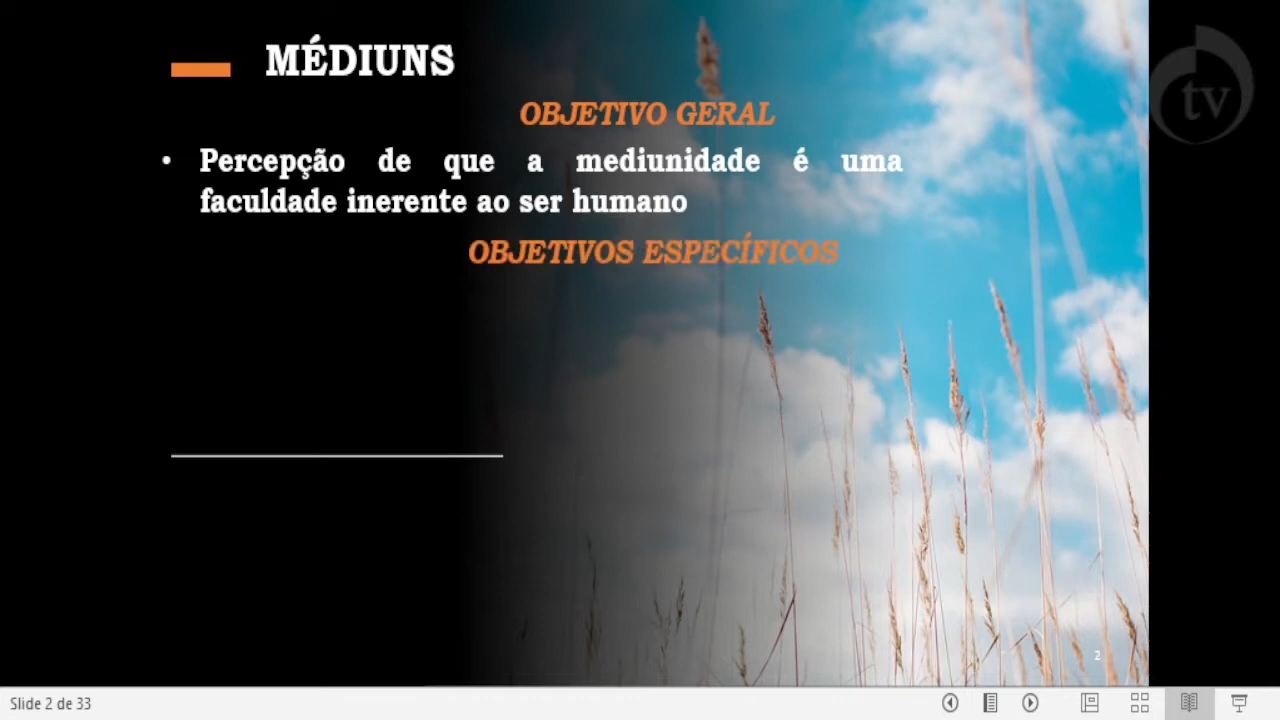 MÉDIUNS
tv
OBJETIVO GERAL
• Percepção de que a mediunidade é uma
faculdade inerente ao ser humano
OBJETIVOS ESPECÍFICOS
2
Slide 2 de 33